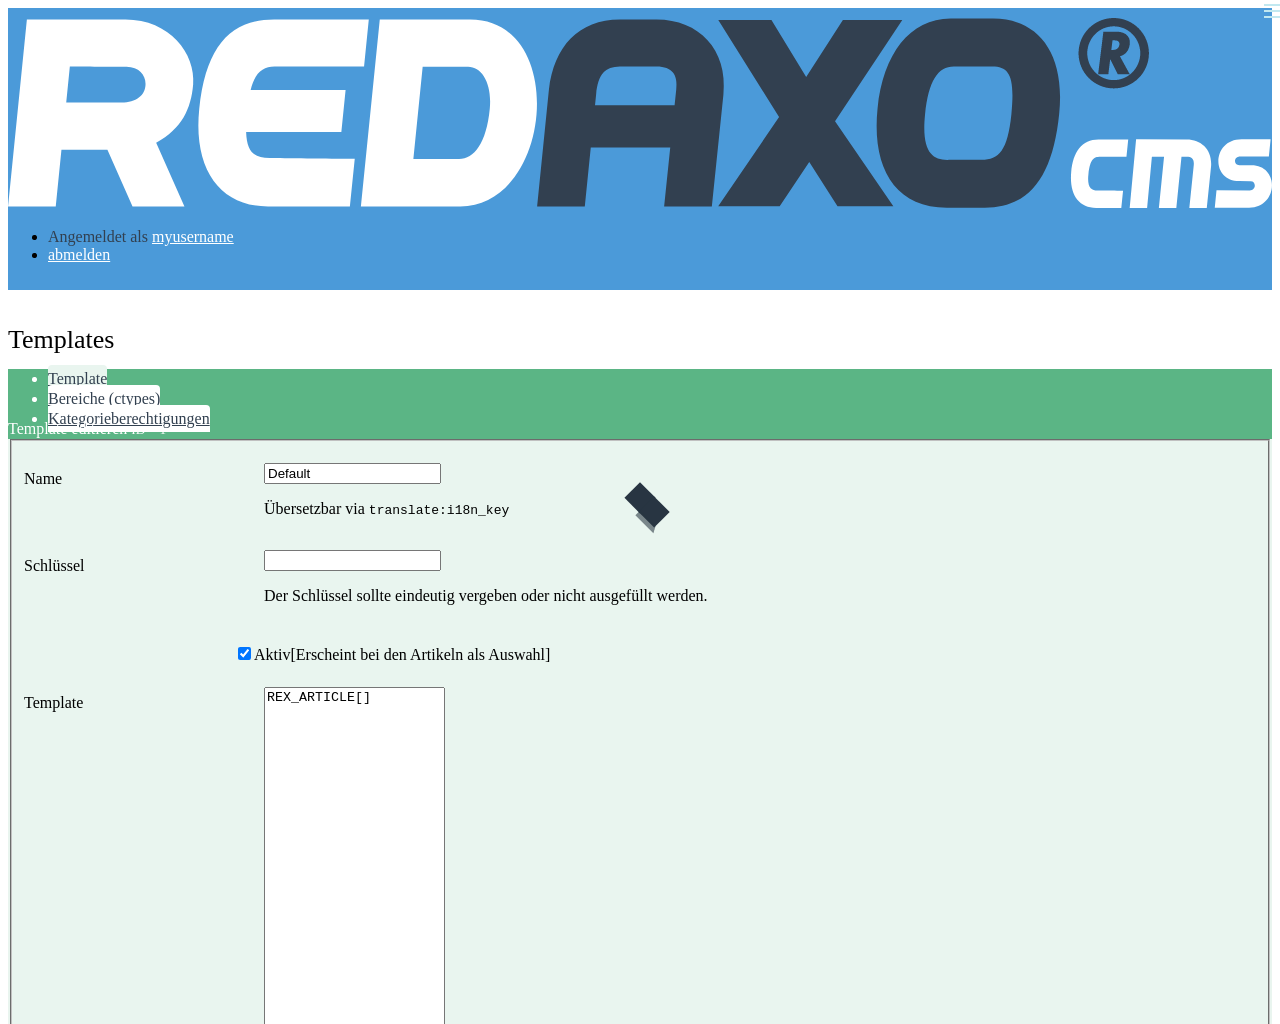 REDAXO®
cms
Angemeldet als myusername
abmelden
Templates
Template
Bereiche (ctypes)
Kategorieberechtigungen
Template
Name
Default
Übersetzbar via translate:i18n_key
Schlüssel
Der Schlüssel sollte eindeutig vergeben oder nicht ausgefüllt werden.
Aktiv[Erscheint bei den Artikeln als Auswahl]
Template
REX_ARTICLE[]